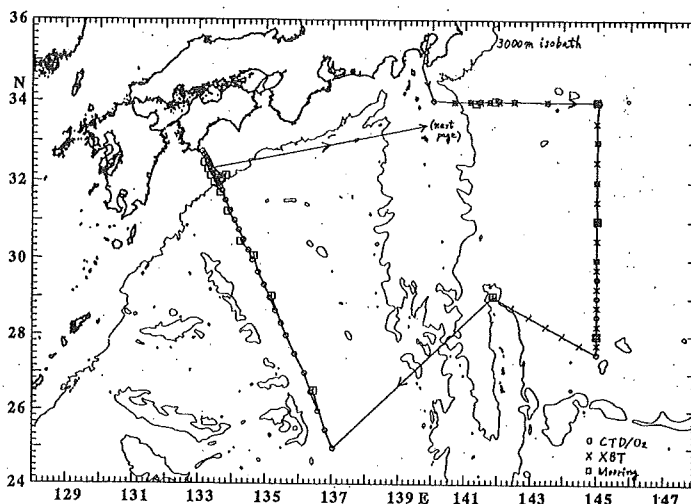 36
N
34
32
30
28
26
24
3000m isobath
(next
page)
129 131 133 135 137 139 E 141 143 145 147
o CTD/O2
x XBT
□ Mooring